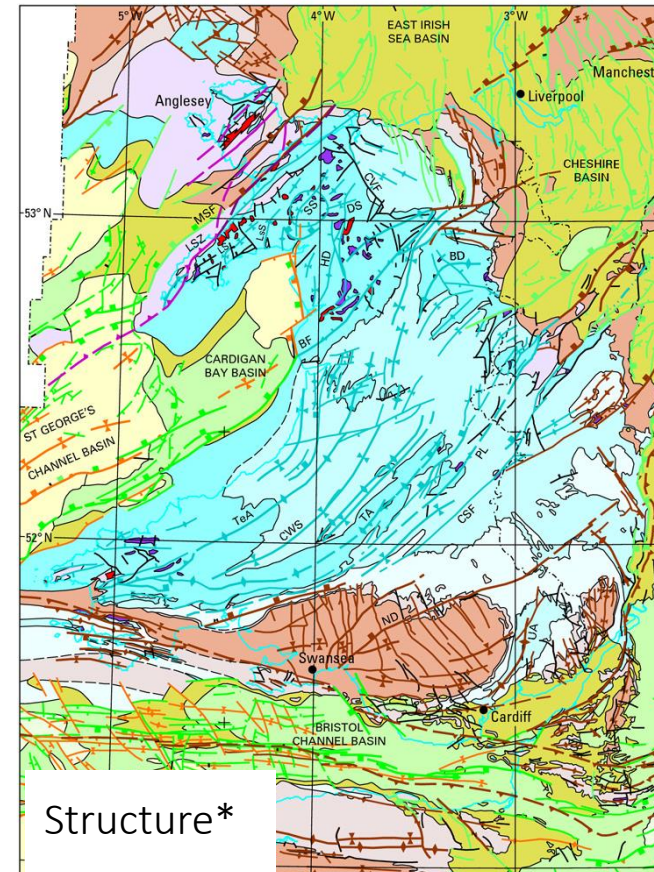 5°W
4°W
3°W
EAST IRISH
SEA BASIN
Manchest
Anglesey
Liverpool
CHESHIRE
BASIN
53°N
MSF
CVF
SS
DS
LsS
LSZ
HD
BD
BF
CARDIGAN
BAY BASIN
ST GEORGE'S
CHANNEL BASIN
PL
TeA
CWS
TA
CSF
52°N
ND
Swansea
Cardiff
BRISTOL
CHANNEL BASIN
Structure*